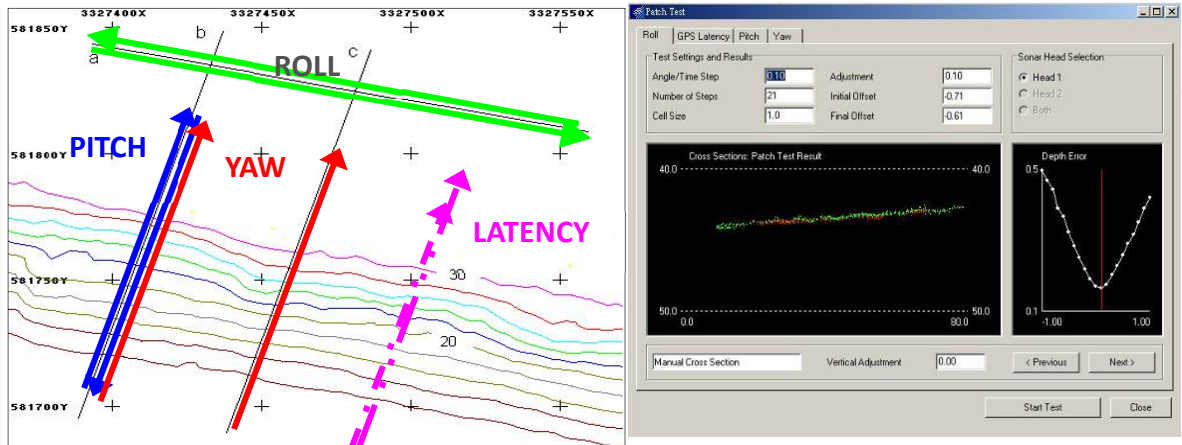 3327400X 3327450X 3327500X 3327550X
581850Y
b
c
a
ROLL
PITCH
581800Y
YAW
LATENCY
30
581750Y
20
581700Y
Patch Test
Roll GPS Latency Pitch Yaw
Test Settings and Results
Angle/Time Step 0.10 Adjustment 0.10
Number of Steps 21 Initial Offset -0.71
Cell Size 1.0 Final Offset -0.61
Sonar Head Selection
Head 1
Head 2
Both
Cross Sections: Patch Test Result
40.0 40.0
50.0 50.0
0.0 80.0
Depth Error
0.5
0.1
-1.00 1.00
Manual Cross Section Vertical Adjustment 0.00 < Previous Next >
Start Test Close